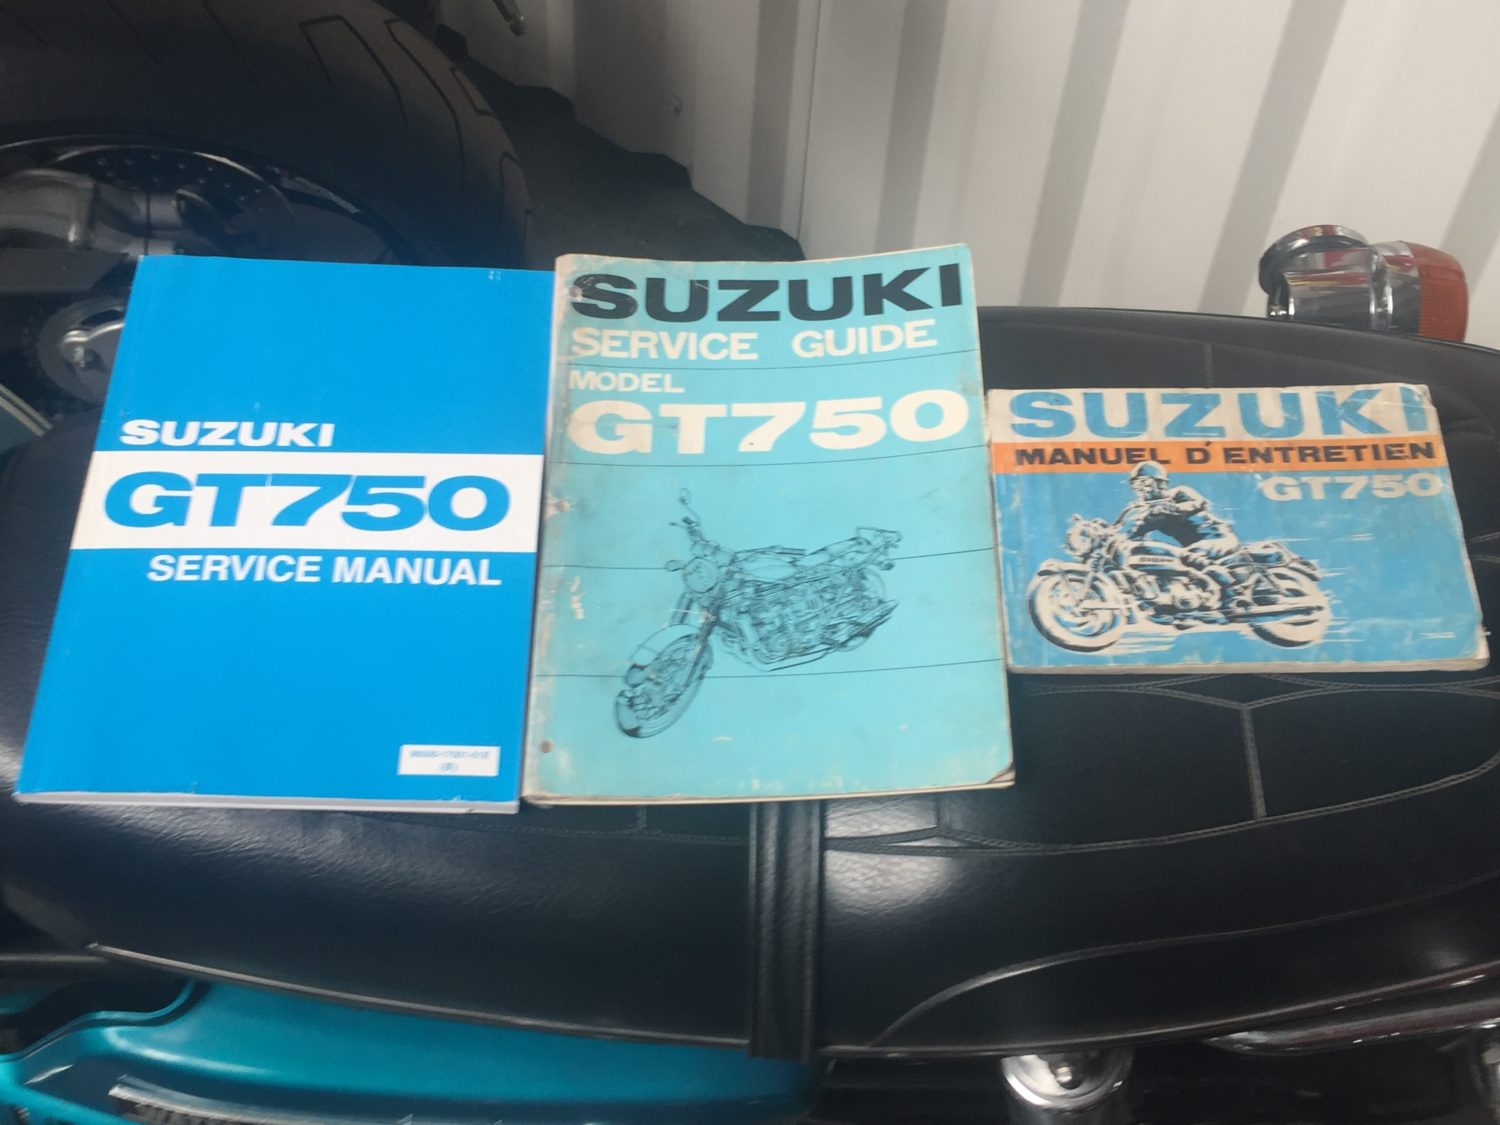 SUZUKI
GT750
SERVICE MANUAL
SUZUKI
SERVICE GUIDE
MODEL
GT750
SUZUKI
MANUEL D'ENTRETIEN
GT750